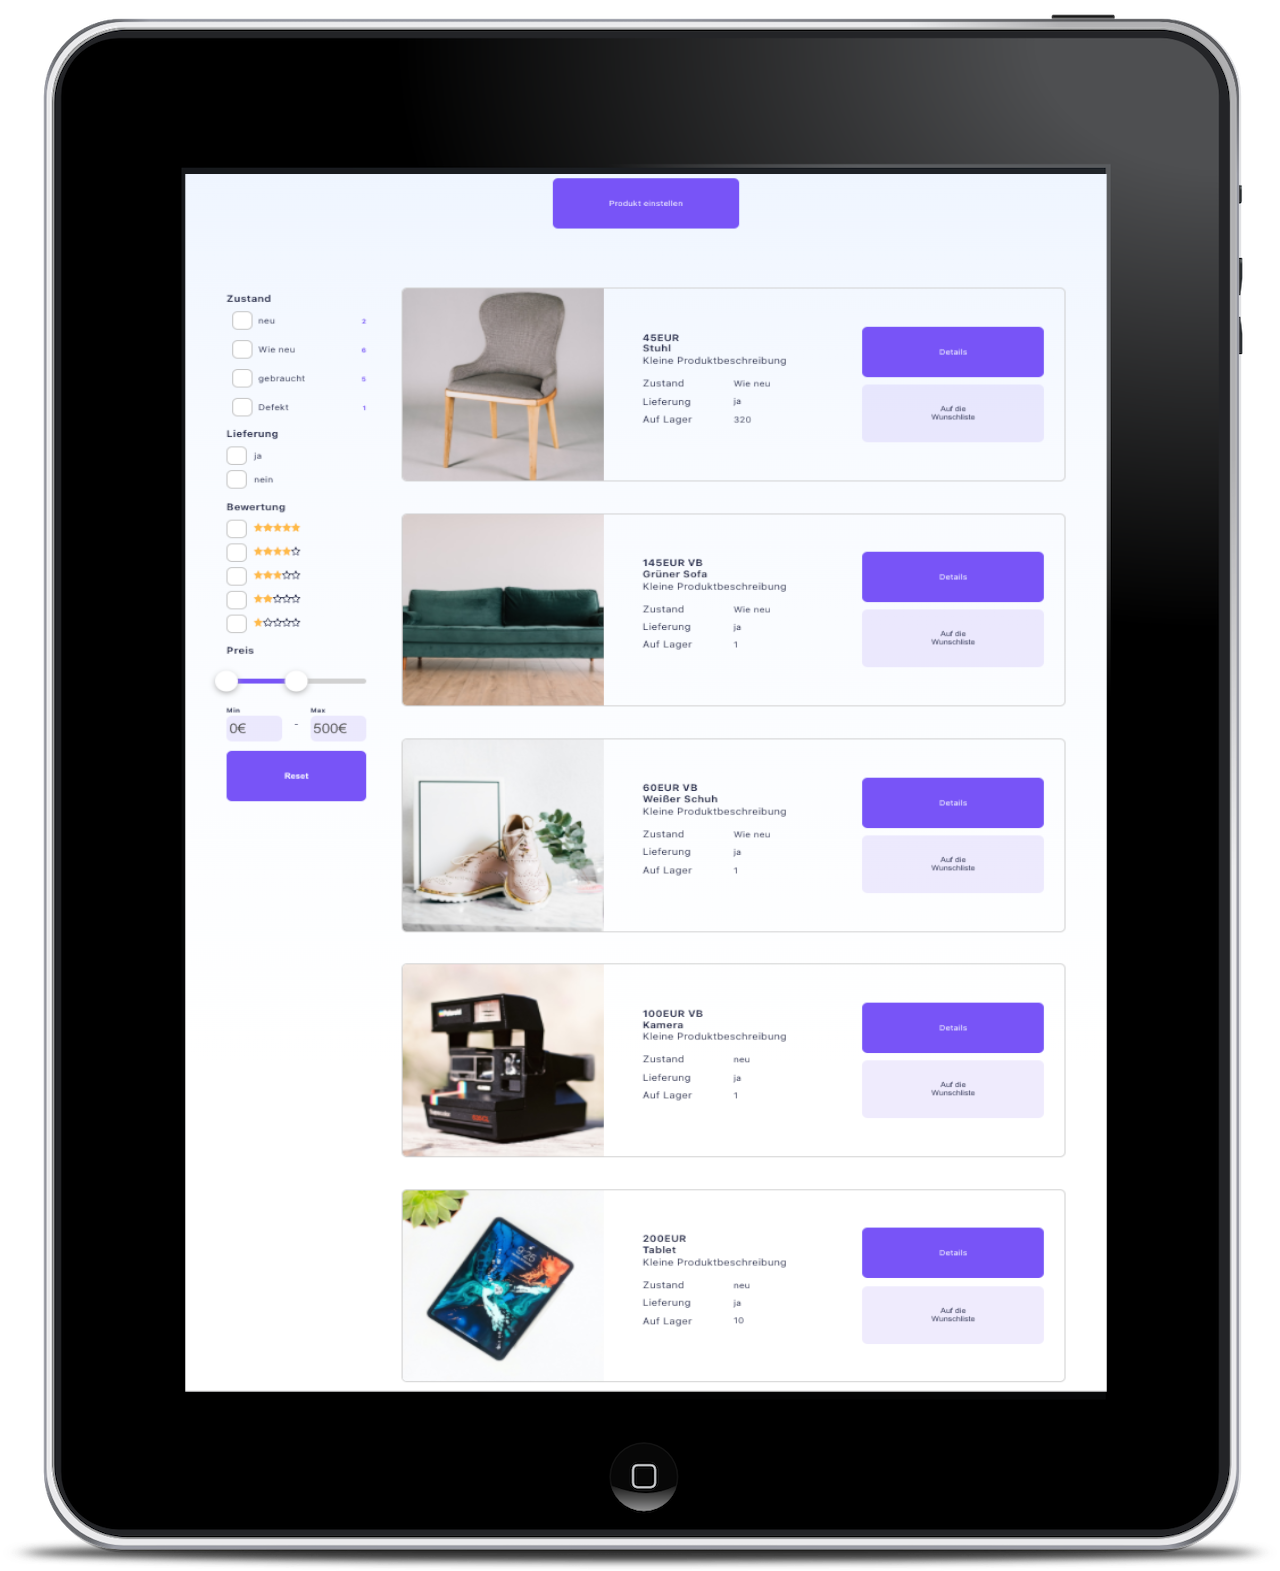 Produkt einstellen
Zustand
neu 2
Wie neu 6
gebraucht 5
Defekt 1
Lieferung
ja
nein
Bewertung
Preis
Min Max
0€ - 500€
Reset
45EUR
Stuhl
Kleine Produktbeschreibung
Zustand Wie neu
Lieferung ja
Auf Lager 320
Details
Auf die
Wunschliste
145EUR VB
Grüner Sofa
Kleine Produktbeschreibung
Zustand Wie neu
Lieferung ja
Auf Lager 1
Details
Auf die
Wunschliste
60EUR VB
Weißer Schuh
Kleine Produktbeschreibung
Zustand Wie neu
Lieferung ja
Auf Lager 1
Details
Auf die
Wunschliste
Polaroid
100EUR VB
Kamera
Kleine Produktbeschreibung
Zustand neu
Lieferung ja
Auf Lager 1
Details
Auf die
Wunschliste
9:25
200EUR
Tablet
Kleine Produktbeschreibung
Zustand neu
Lieferung ja
Auf Lager 10
Details
Auf die
Wunschliste